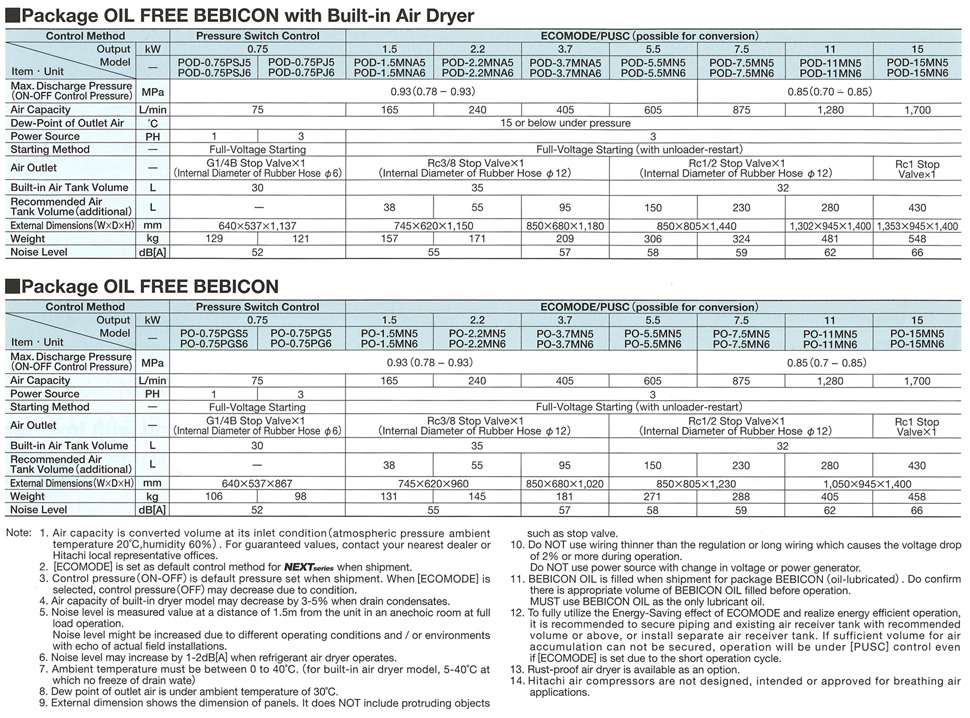 ■Package OIL FREE BEBICON with Built-in Air Dryer
Control Method Pressure Switch Control ECOMODE/PUSC (possible for conversion)
Output kW 0.75 1.5 2.2 3.7 5.5 7.5 11 15
Model — POD-0.75PSJ5 POD-0.75PJ5 POD-1.5MNA5 POD-2.2MNA5 POD-3.7MNA5 POD-5.5MN5 POD-7.5MN5 POD-11MN5 POD-15MN5
Item · Unit POD-0.75PSJ6 POD-0.75PJ6 POD-1.5MNA6 POD-2.2MNA6 POD-3.7MNA6 POD-5.5MN6 POD-7.5MN6 POD-11MN6 POD-15MN6
Max. Discharge Pressure
(ON-OFF Control Pressure) MPa 0.93 (0.78 – 0.93) 0.85 (0.70 – 0.85)
Air Capacity L/min 75 165 240 405 605 875 1,280 1,700
Dew-Point of Outlet Air ℃ 15 or below under pressure
Power Source PH 1 3 3
Starting Method — Full-Voltage Starting Full-Voltage Starting (with unloader-restart)
Air Outlet — G1/4B Stop Valve×1 Rc3/8 Stop Valve×1 Rc1/2 Stop Valve×1 Rc1 Stop
(Internal Diameter of Rubber Hose φ6) (Internal Diameter of Rubber Hose φ12) (Internal Diameter of Rubber Hose φ12) Valve×1
Built-in Air Tank Volume L 30 35 32
Recommended Air
Tank Volume (additional) L — 38 55 95 150 230 280 430
External Dimensions (W×D×H) mm 640×537×1,137 745×620×1,150 850×680×1,180 850×805×1,440 1,302×945×1,400 1,353×945×1,400
Weight kg 129 121 157 171 209 306 324 481 548
Noise Level dB[A] 52 55 57 58 59 62 66
■Package OIL FREE BEBICON
Control Method Pressure Switch Control ECOMODE/PUSC (possible for conversion)
Output kW 0.75 1.5 2.2 3.7 5.5 7.5 11 15
Model — PO-0.75PGS5 PO-0.75PG5 PO-1.5MN5 PO-2.2MN5 PO-3.7MN5 PO-5.5MN5 PO-7.5MN5 PO-11MN5 PO-15MN5
Item · Unit PO-0.75PGS6 PO-0.75PG6 PO-1.5MN6 PO-2.2MN6 PO-3.7MN6 PO-5.5MN6 PO-7.5MN6 PO-11MN6 PO-15MN6
Max. Discharge Pressure
(ON-OFF Control Pressure) MPa 0.93 (0.78 – 0.93) 0.85 (0.7 – 0.85)
Air Capacity L/min 75 165 240 405 605 875 1,280 1,700
Power Source PH 1 3 3
Starting Method — Full-Voltage Starting Full-Voltage Starting (with unloader-restart)
Air Outlet — G1/4B Stop Valve×1 Rc3/8 Stop Valve×1 Rc1/2 Stop Valve×1 Rc1 Stop
(Internal Diameter of Rubber Hose φ6) (Internal Diameter of Rubber Hose φ12) (Internal Diameter of Rubber Hose φ12) Valve×1
Built-in Air Tank Volume L 30 35 32
Recommended Air
Tank Volume (additional) L — 38 55 95 150 230 280 430
External Dimensions (W×D×H) mm 640×537×867 745×620×960 850×680×1,020 850×805×1,230 1,050×945×1,400
Weight kg 106 98 131 145 181 271 288 405 458
Noise Level dB[A] 52 55 57 58 59 62 66
Note: 1. Air capacity is converted volume at its inlet condition (atmospheric pressure ambient
temperature 20℃, humidity 60%). For guaranteed values, contact your nearest dealer or
Hitachi local representative offices.
2. [ECOMODE] is set as default control method for NEXTseries when shipment.
3. Control pressure (ON-OFF) is default pressure set when shipment. When [ECOMODE] is
selected, control pressure (OFF) may decrease due to condition.
4. Air capacity of built-in dryer model may decrease by 3-5% when drain condensates.
5. Noise level is measured value at a distance of 1.5m from the unit in an anechoic room at full
load operation.
Noise level might be increased due to different operating conditions and / or environments
with echo of actual field installations.
6. Noise level may increase by 1-2dB[A] when refrigerant air dryer operates.
7. Ambient temperature must be between 0 to 40℃. (for built-in air dryer model, 5-40℃ at
which no freeze of drain wate)
8. Dew point of outlet air is under ambient temperature of 30℃.
9. External dimension shows the dimension of panels. It does NOT include protruding objects
such as stop valve.
10. Do NOT use wiring thinner than the regulation or long wiring which causes the voltage drop
of 2% or more during operation.
Do NOT use power source with change in voltage or power generator.
11. BEBICON OIL is filled when shipment for package BEBICON (oil-lubricated). Do confirm
there is appropriate volume of BEBICON OIL filled before operation.
MUST use BEBICON OIL as the only lubricant oil.
12. To fully utilize the Energy-Saving effect of ECOMODE and realize energy efficient operation,
it is recommended to secure piping and existing air receiver tank with recommended
volume or above, or install separate air receiver tank. If sufficient volume for air
accumulation can not be secured, operation will be under [PUSC] control even
if [ECOMODE] is set due to the short operation cycle.
13. Rust-proof air dryer is available as an option.
14. Hitachi air compressors are not designed, intended or approved for breathing air
applications.